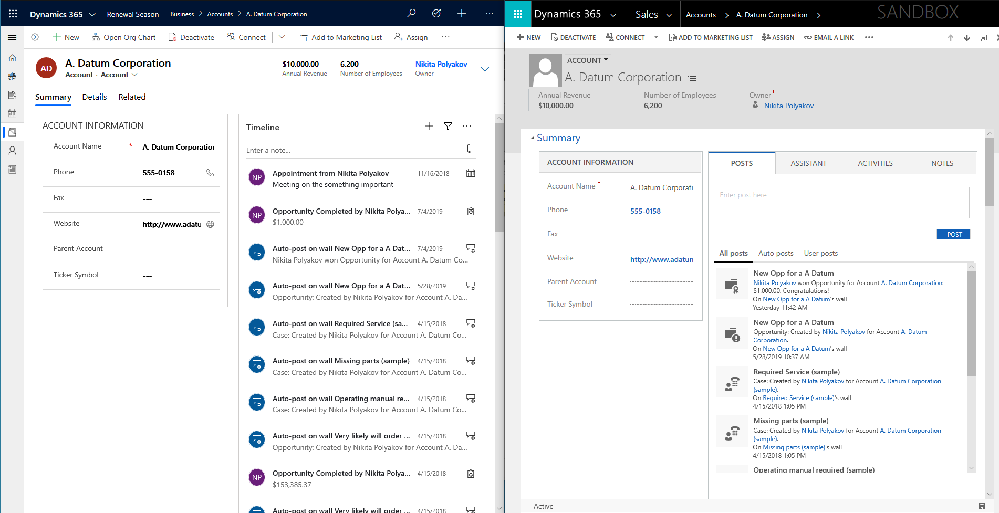 Dynamics 365
Renewal Season
Business > Accounts > A. Datum Corporation
New
Open Org Chart
Deactivate
Connect
Add to Marketing List
Assign
AD
A. Datum Corporation
Account · Account
$10,000.00
Annual Revenue
6,200
Number of Employees
Nikita Polyakov
Owner
Summary
Details
Related
ACCOUNT INFORMATION
Account Name * A. Datum Corporation
Phone 555-0158
Fax ---
Website http://www.adatu
Parent Account ---
Ticker Symbol ---
Timeline
Enter a note...
NP
Appointment from Nikita Polyakov 11/16/2018
Meeting on the something important
NP
Opportunity Completed by Nikita Polya... 7/4/2019
$1,000.00
Auto-post on wall New Opp for a A Dat... 7/4/2019
Nikita Polyakov won Opportunity for Account A. Datum Co...
Auto-post on wall New Opp for a A Dat... 5/28/2019
Opportunity: Created by Nikita Polyakov for Account A. Da...
Auto-post on wall Required Service (sa... 4/15/2018
Case: Created by Nikita Polyakov for Account A. Datum Co...
Auto-post on wall Missing parts (sample) 4/15/2018
Case: Created by Nikita Polyakov for Account A. Datum Co...
Auto-post on wall Operating manual re... 4/15/2018
Case: Created by Nikita Polyakov for Account A. Datum Co...
Auto-post on wall Very likely will order ... 4/15/2018
Opportunity: Created by Nikita Polyakov for Account A. Da...
NP
Opportunity Completed by Nikita Polya... 4/15/2018
$153,385.37
Auto-post on wall Very likely will order ... 4/15/2018
Dynamics 365
Sales
Accounts > A. Datum Corporation >
SANDBOX
NEW
DEACTIVATE
CONNECT
ADD TO MARKETING LIST
ASSIGN
EMAIL A LINK
ACCOUNT
A. Datum Corporation
Annual Revenue
$10,000.00
Number of Employees
6,200
Owner*
Nikita Polyakov
Summary
ACCOUNT INFORMATION
Account Name * A. Datum Corporati
Phone 555-0158
Fax
Website http://www.adatun
Parent Account
Ticker Symbol
POSTS
ASSISTANT
ACTIVITIES
NOTES
Enter post here
POST
All posts
Auto posts
User posts
New Opp for a A Datum
Nikita Polyakov won Opportunity for Account A. Datum Corporation:
$1,000.00. Congratulations!
On New Opp for a A Datum's wall
Yesterday 11:42 AM
New Opp for a A Datum
Opportunity: Created by Nikita Polyakov for Account A. Datum
Corporation.
On New Opp for a A Datum's wall
5/28/2019 10:37 AM
Required Service (sample)
Case: Created by Nikita Polyakov for Account A. Datum Corporation
(sample).
On Required Service (sample)'s wall
4/15/2018 1:05 PM
Missing parts (sample)
Case: Created by Nikita Polyakov for Account A. Datum Corporation
(sample).
On Missing parts (sample)'s wall
4/15/2018 1:05 PM
Operating manual required (sample)
Active